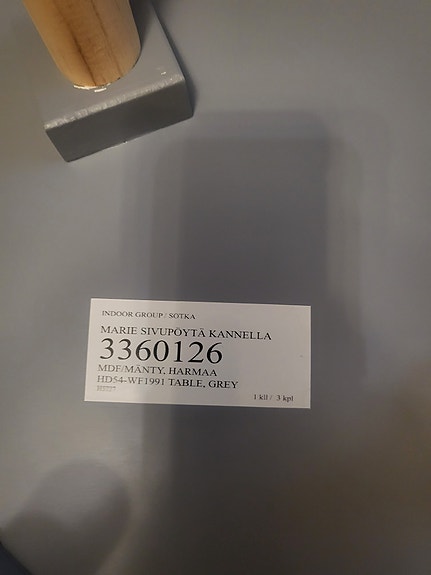 INDOOR GROUP / SOTKA
MARIE SIVUPÖYTÄ KANNELLA
3360126
MDF/MÄNTY, HARMAA
HD54-WF1991 TABLE, GREY
1 kll / 3 kpl